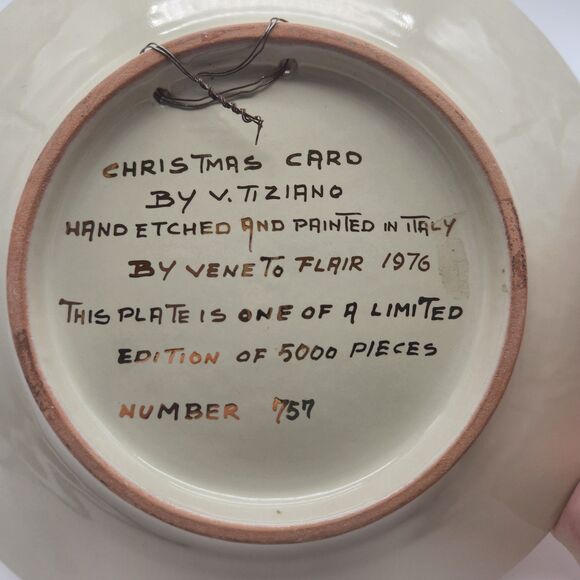 CHRISTMAS CARD
BY V. TIZIANO
HAND ETCHED AND PAINTED IN ITALY
BY VENETO FLAIR 1976
THIS PLATE IS ONE OF A LIMITED
EDITION OF 5000 PIECES
NUMBER 757